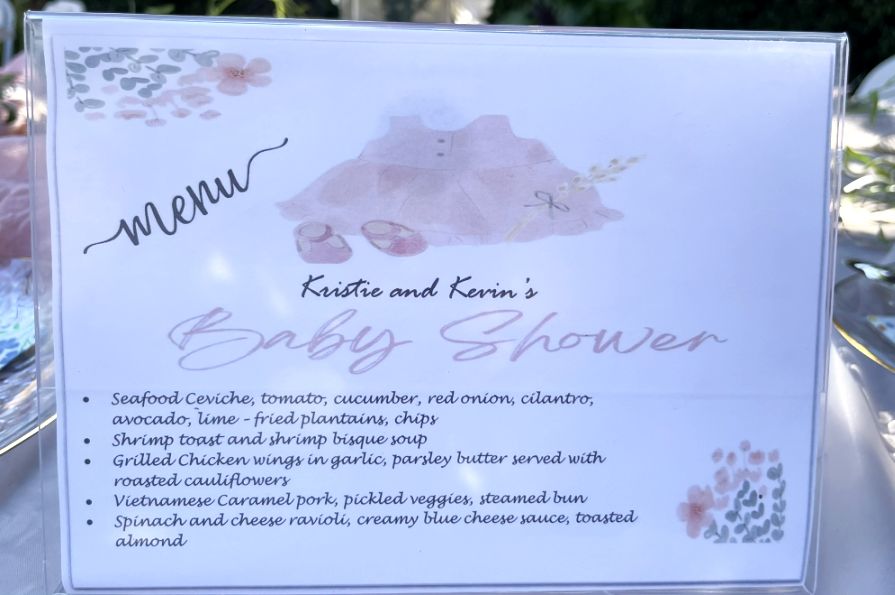 menu
Kristie and Kevin's
Baby Shower
• Seafood Ceviche, tomato, cucumber, red onion, cilantro,
avocado, lime - fried plantains, chips
• Shrimp toast and shrimp bisque soup
• Grilled Chicken wings in garlic, parsley butter served with
roasted cauliflowers
• Vietnamese Caramel pork, pickled veggies, steamed bun
• Spinach and cheese ravioli, creamy blue cheese sauce, toasted
almond